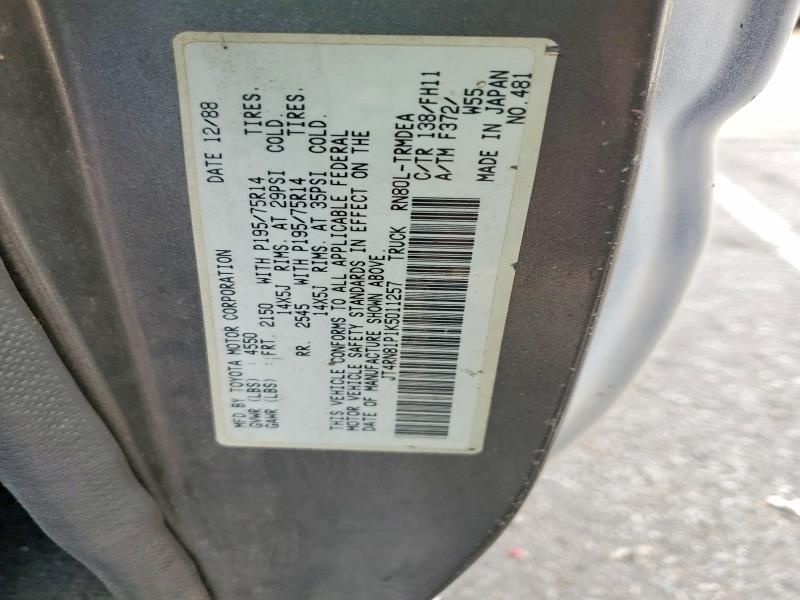 MFD. BY TOYOTA MOTOR CORPORATION DATE 12/88
GVWR (LBS) : 4550
GAWR (LBS) : FRT. 2150 WITH P195/75R14 TIRES.
14X5J RIMS. AT 29PSI COLD.
RR. 2545 WITH P195/75R14 TIRES.
14X5J RIMS. AT 35PSI COLD.
THIS VEHICLE CONFORMS TO ALL APPLICABLE FEDERAL
MOTOR VEHICLE SAFETY STANDARDS IN EFFECT ON THE
DATE OF MANUFACTURE SHOWN ABOVE.
JT4RN81P1K5011257 TRUCK RN80L-TRMDEA
C/TR 138/FH11
A/TM F372/ W55
MADE IN JAPAN
NO.481